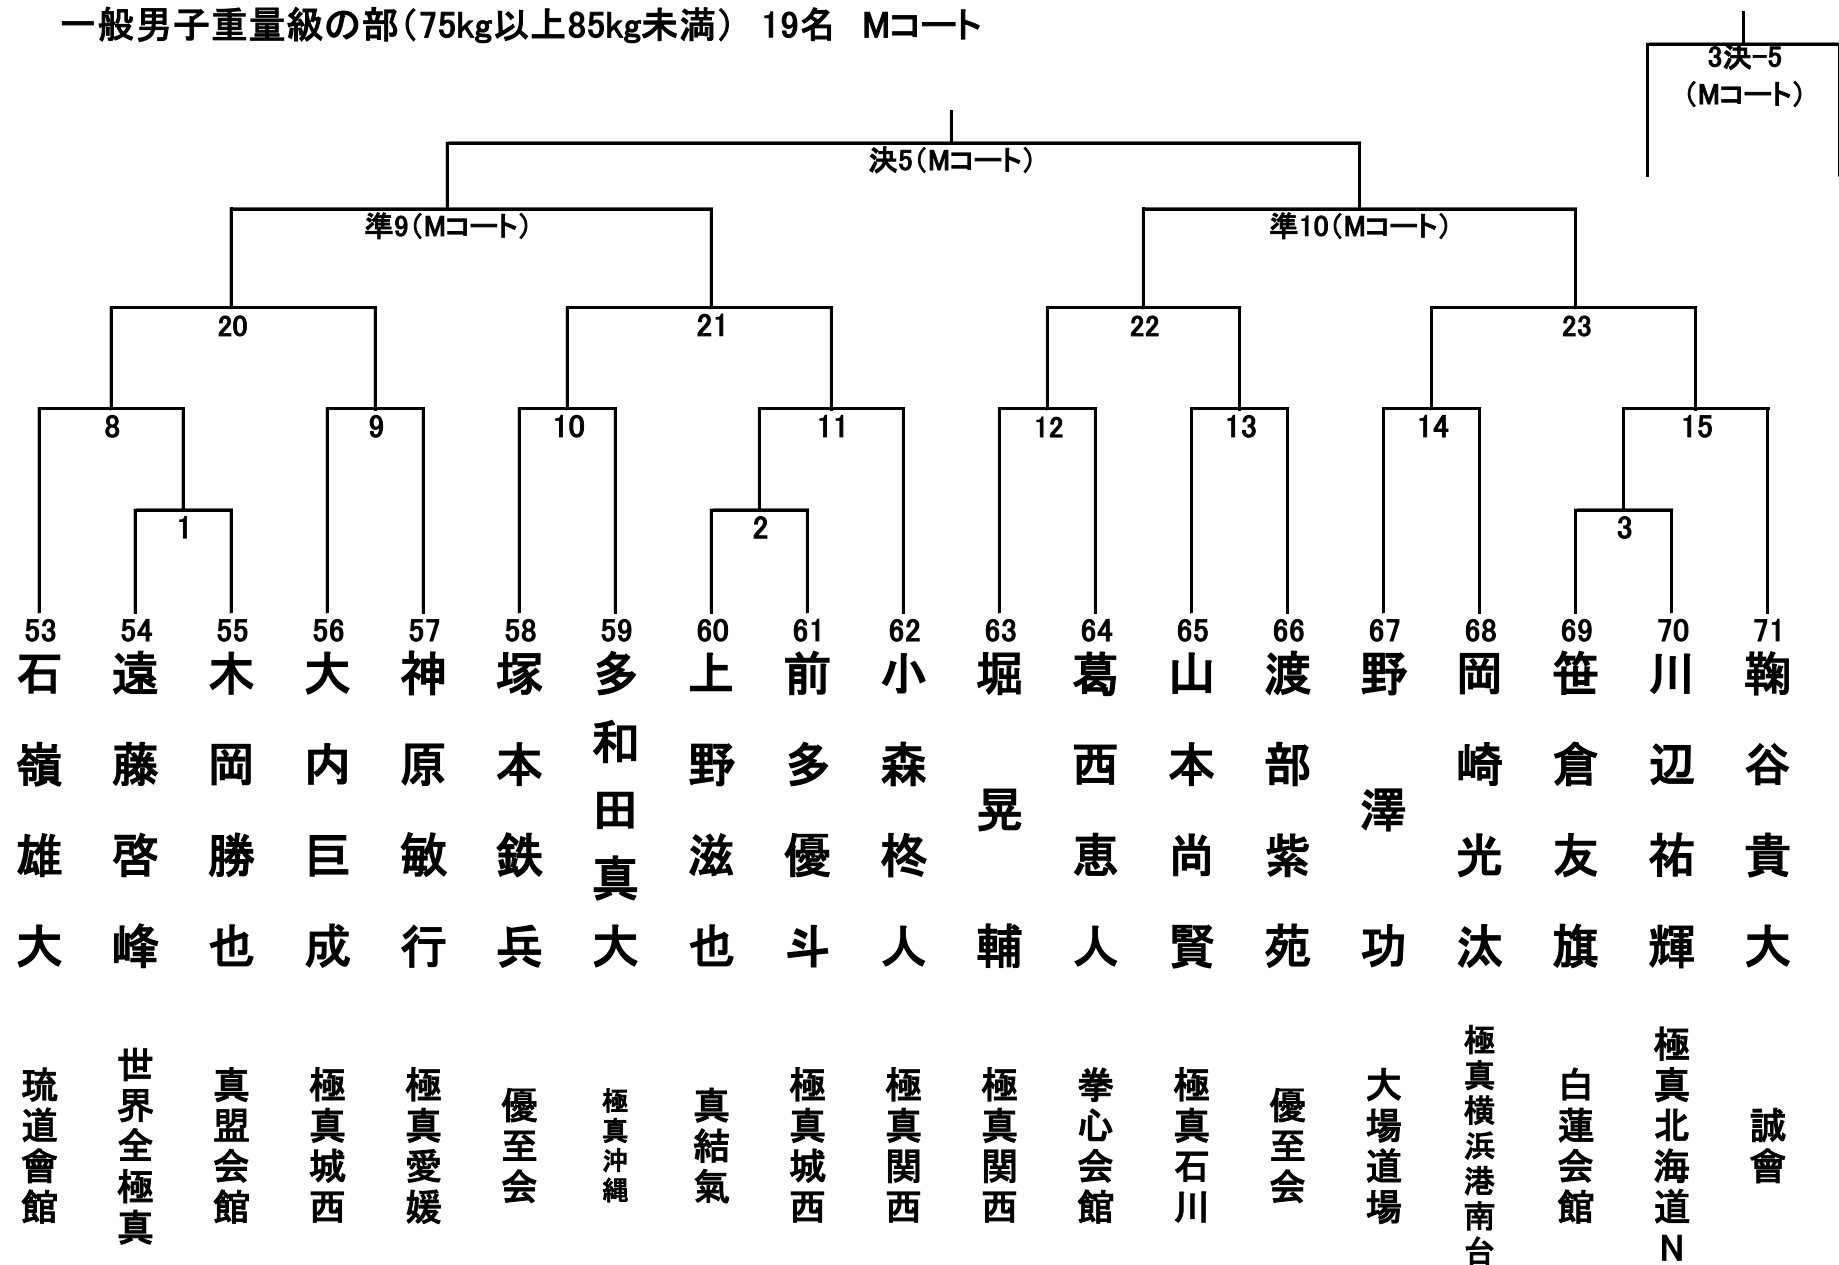 一般男子重量級の部（75kg以上85kg未満） 19名 Mコート
3決-5
（Mコート）
決5（Mコート）
準9（Mコート）
準10（Mコート）
20
21
22
23
8
9
10
11
12
13
14
15
1
2
3
53
54
55
56
57
58
59
60
61
62
63
64
65
66
67
68
69
70
71
石嶺雄大
遠藤啓峰
木岡勝也
大内巨成
神原敏行
塚本鉄兵
多和田真大
上野滋也
前多優斗
小森柊人
堀晃輔
葛西恵人
山本尚賢
渡部紫苑
野澤功
岡崎光汰
笹倉友旗
川辺祐輝
鞠谷貴大
琉道會館
世界全極真
真盟会館
極真城西
極真愛媛
優至会
極真沖縄
真結氣
極真城西
極真関西
極真関西
拳心会館
極真石川
優至会
大場道場
極真横浜港南台
白蓮会館
極真北海道N
誠會